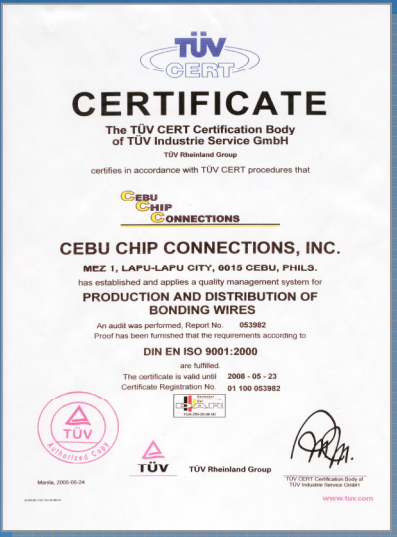 TÜV
CERT
CERTIFICATE
The TÜV CERT Certification Body
of TÜV Industrie Service GmbH
TÜV Rheinland Group
certifies in accordance with TÜV CERT procedures that
CEBU
CHIP
CONNECTIONS
CEBU CHIP CONNECTIONS, INC.
MEZ 1, LAPU-LAPU CITY, 6015 CEBU, PHILS.
has established and applies a quality management system for
PRODUCTION AND DISTRIBUTION OF
BONDING WIRES
An audit was performed, Report No. 053982
Proof has been furnished that the requirements according to
DIN EN ISO 9001:2000
are fulfilled.
The certificate is valid until 2008 - 05 - 23
Certificate Registration No. 01 100 053982
DAR
TÜV
Authorized Copy
TÜV
TÜV Rheinland Group
Manila, 2005-05-24
TÜV CERT Certification Body of
TÜV Industrie Service GmbH
www.tuv.com